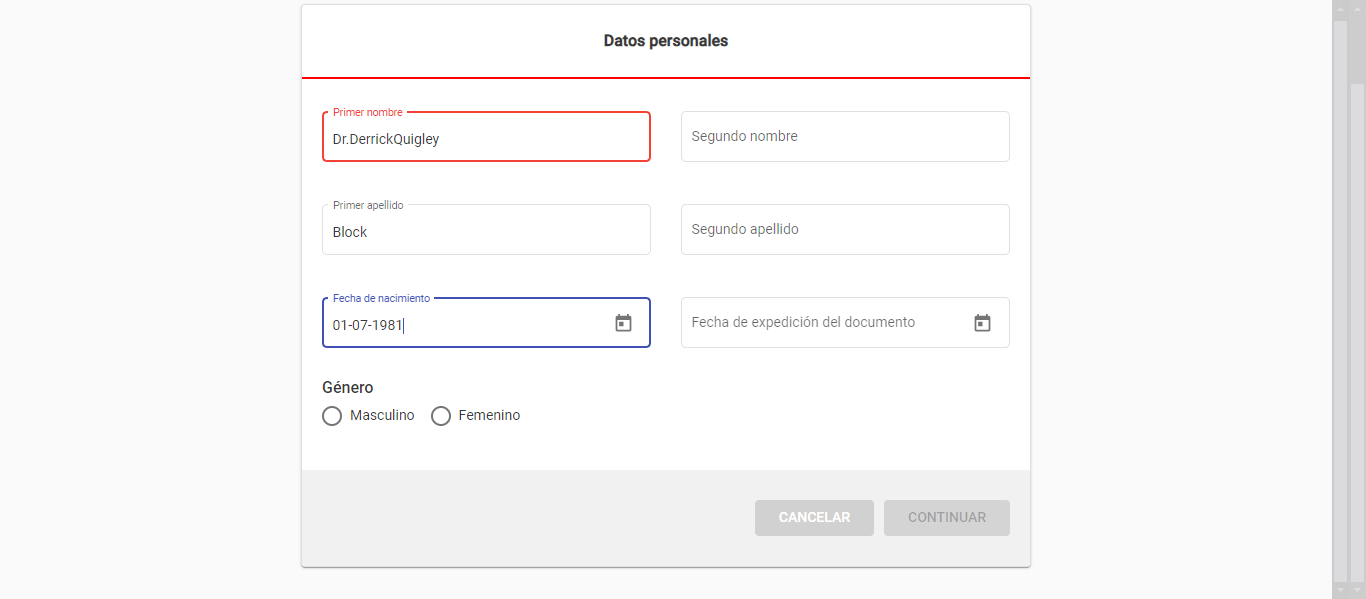 Datos personales
Primer nombre
Dr.DerrickQuigley
Segundo nombre
Primer apellido
Block
Segundo apellido
Fecha de nacimiento
01-07-1981
Fecha de expedición del documento
Género
Masculino Femenino
CANCELAR CONTINUAR